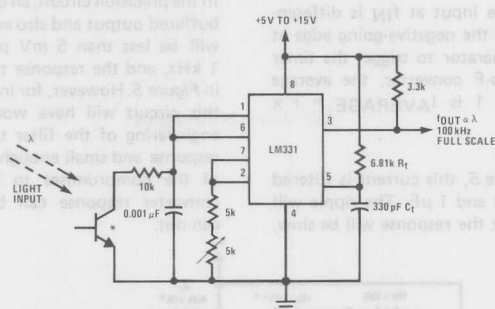 +5V TO +15V
8
3.3k
1
6
7
2
LM331
3
fOUT ∝ λ
100 kHz
FULL SCALE
6.81k Rt
5
330 pF Ct
4
λ
LIGHT
INPUT
10k
*
0.001 μF
5k
5k